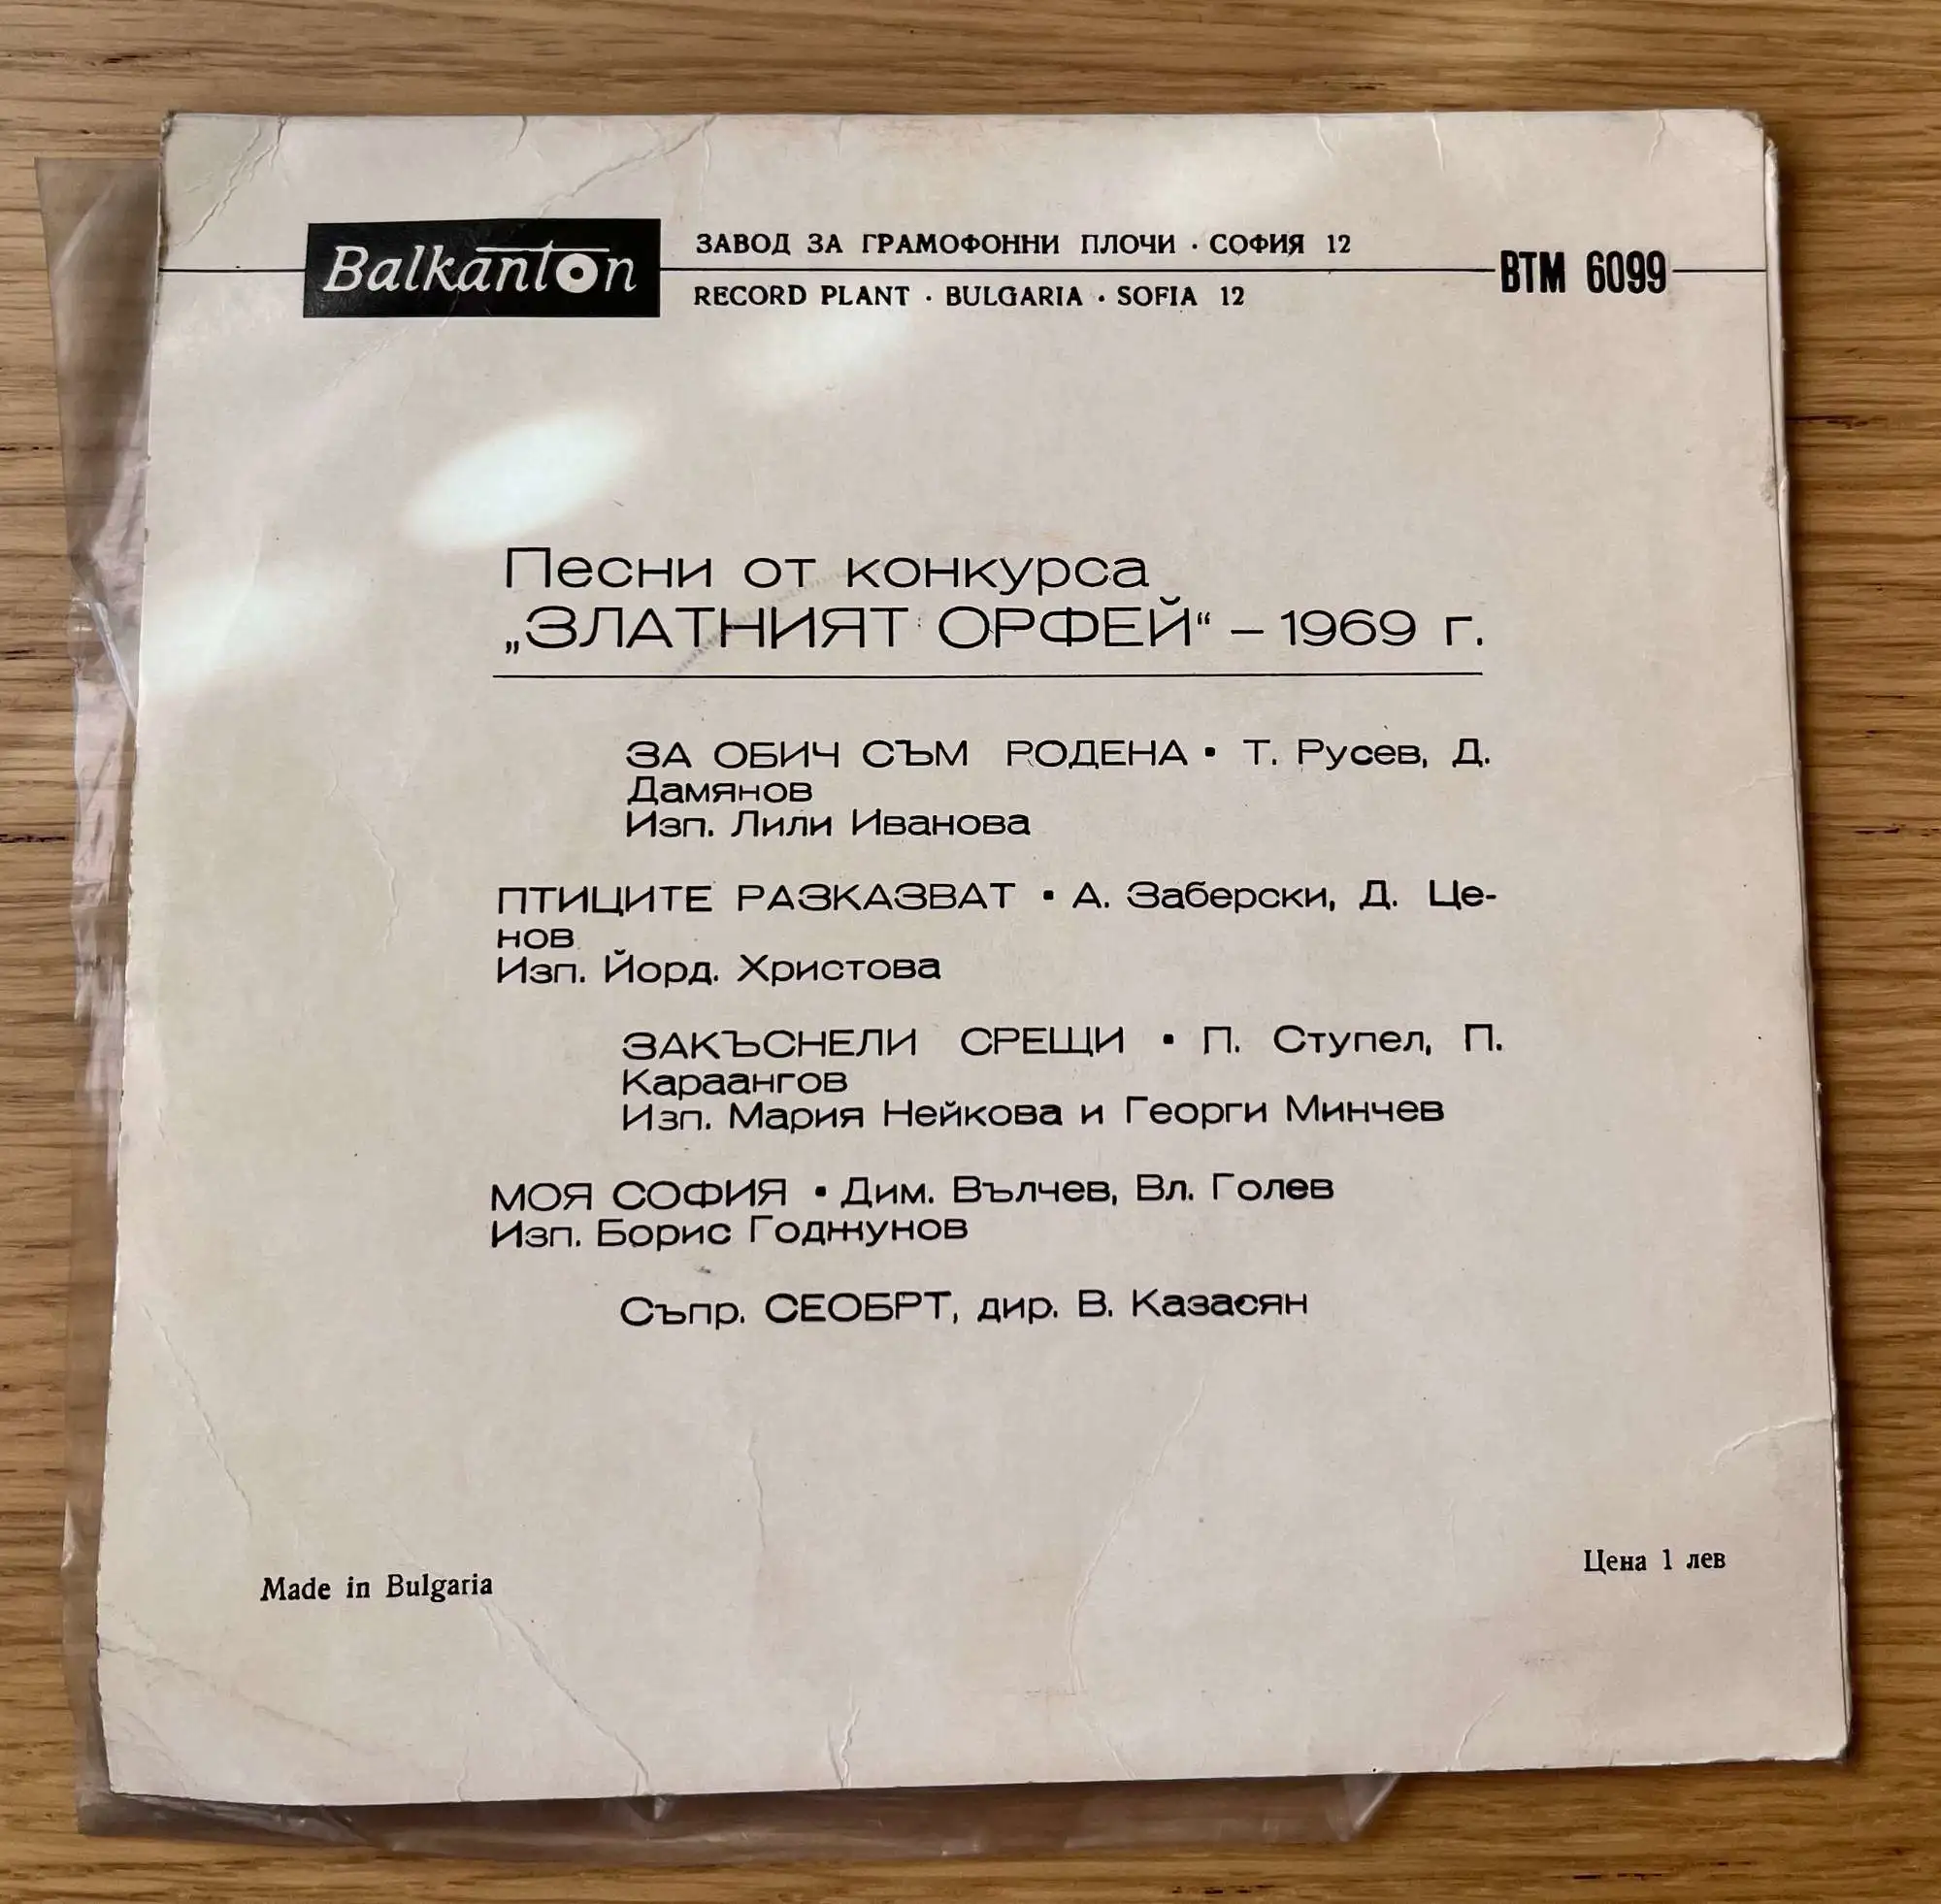 Balkanton
ЗАВОД ЗА ГРАМОФОННИ ПЛОЧИ · СОФИЯ 12
RECORD PLANT · BULGARIA · SOFIA 12
ВТМ 6099
Песни от конкурса
„ЗЛАТНИЯТ ОРФЕЙ“ – 1969 г.
ЗА ОБИЧ СЪМ РОДЕНА ▪ Т. Русев, Д.
Дамянов
Изп. Лили Иванова
ПТИЦИТЕ РАЗКАЗВАТ ▪ А. Заберски, Д. Це-
нов
Изп. Йорд. Христова
ЗАКЪСНЕЛИ СРЕЩИ ▪ П. Ступел, П.
Караангов
Изп. Мария Нейкова и Георги Минчев
МОЯ СОФИЯ ▪ Дим. Вълчев, Вл. Голев
Изп. Борис Годжунов
Съпр. СЕОБРТ, дир. В. Казасян
Made in Bulgaria
Цена 1 лев